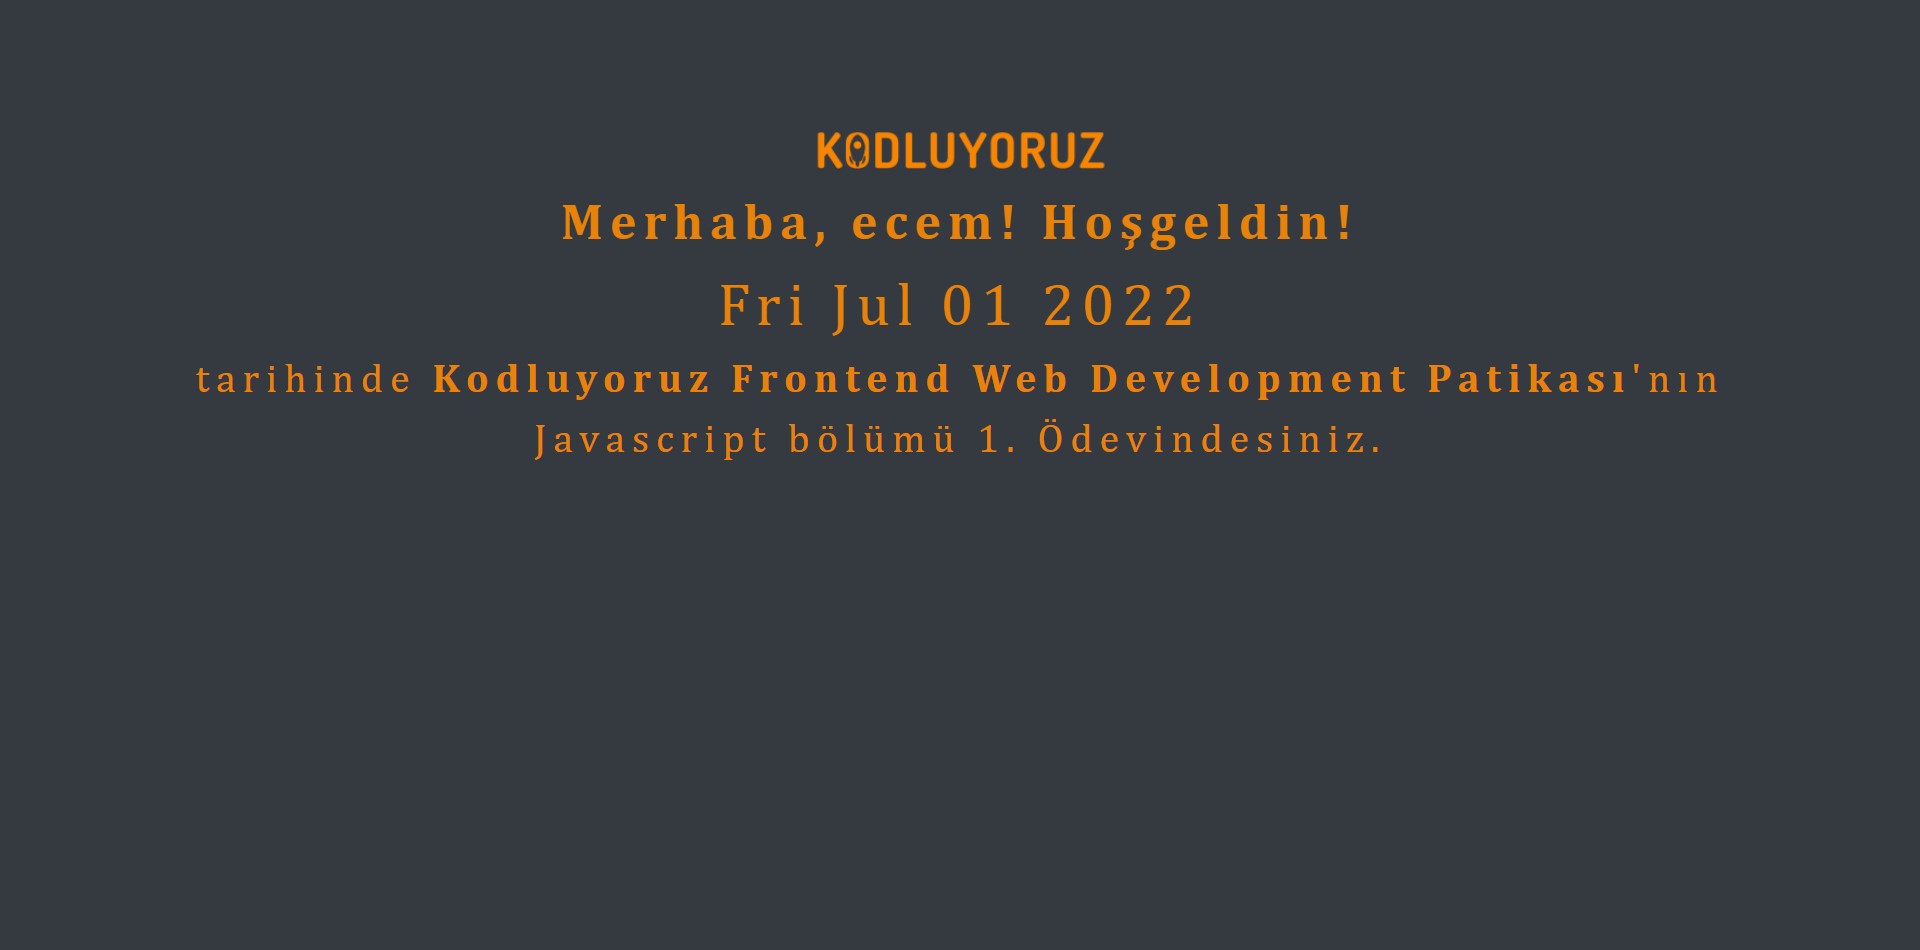 KODLUYORUZ
Merhaba, ecem! Hoşgeldin!
Fri Jul 01 2022
tarihinde Kodluyoruz Frontend Web Development Patikası'nın
Javascript bölümü 1. Ödevindesiniz.